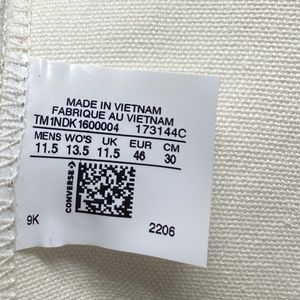 MADE IN VIETNAM
FABRIQUE AU VIETNAM
TM1NDK1600004 173144C
MENS WO'S UK EUR CM
11.5 13.5 11.5 46 30
CONVERSE
9K 2206